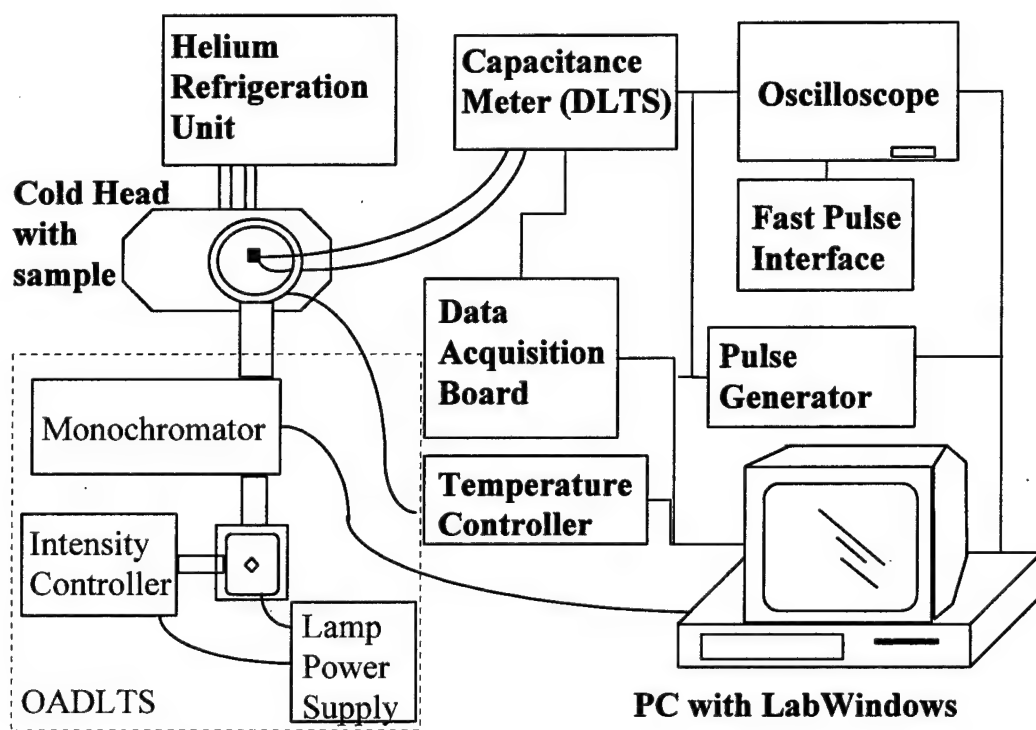 Helium
Refrigeration
Unit
Capacitance
Meter (DLTS)
Oscilloscope
Cold Head
with
sample
Fast Pulse
Interface
Data
Acquisition
Board
Pulse
Generator
Monochromator
Temperature
Controller
Intensity
Controller
Lamp
Power
Supply
OADLTS
PC with LabWindows